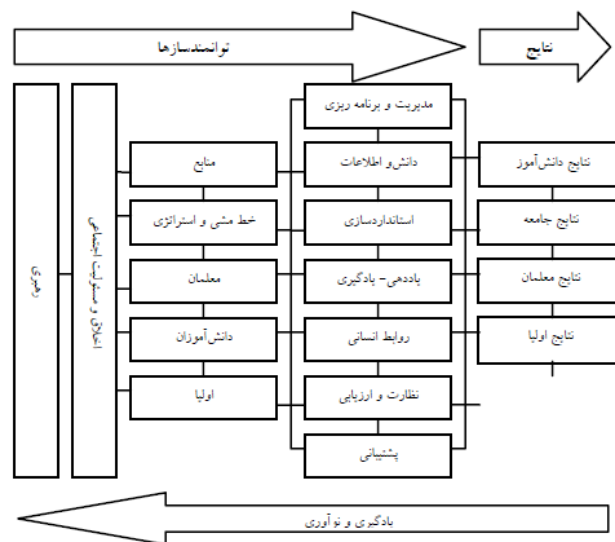 توانمندسازها
نتایج
رهبری
اخلاق و مسئولیت اجتماعی
منابع
خط مشی و استراتژی
معلمان
دانش‌آموزان
اولیا
مدیریت و برنامه ریزی
دانش‌و اطلاعات
استانداردسازی
یاددهی- یادگیری
روابط انسانی
نظارت و ارزیابی
پشتیبانی
نتایج دانش‌آموز
نتایج جامعه
نتایج معلمان
نتایج اولیا
یادگیری و نوآوری